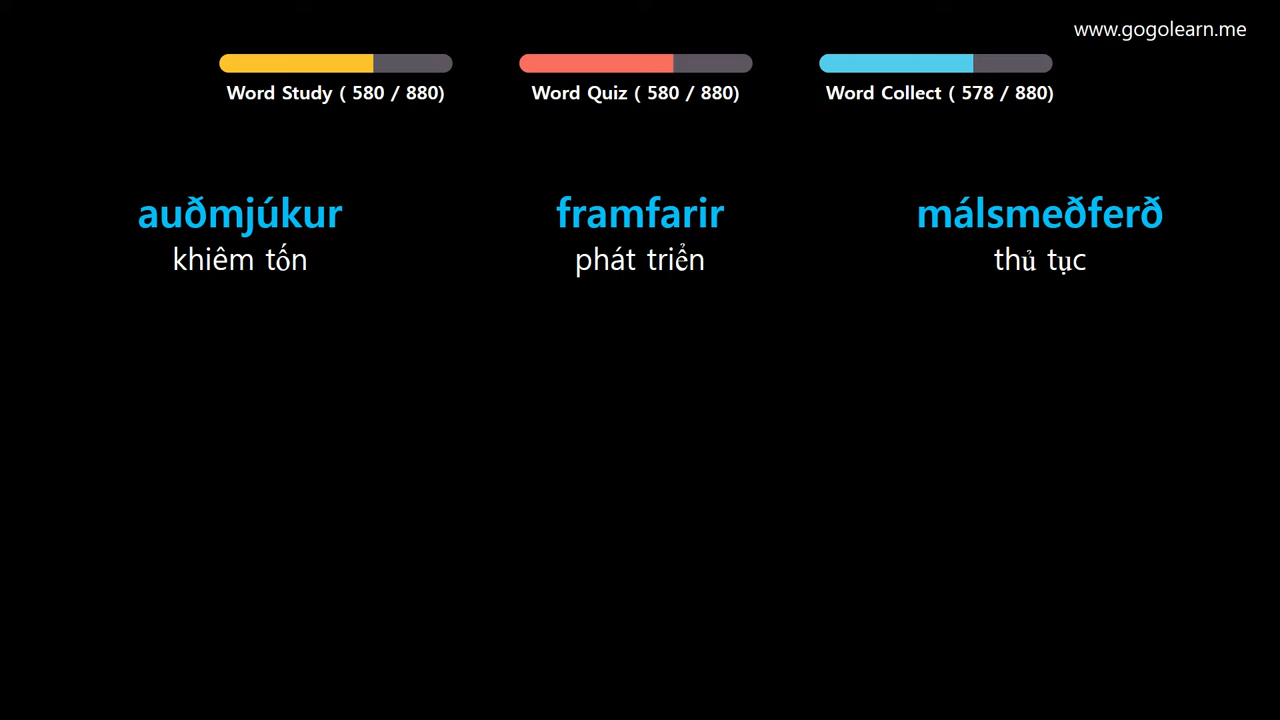 www.gogolearn.me
Word Study ( 580 / 880)
Word Quiz ( 580 / 880)
Word Collect ( 578 / 880)
auðmjúkur
khiêm tốn
framfarir
phát triển
málsmeðferð
thủ tục